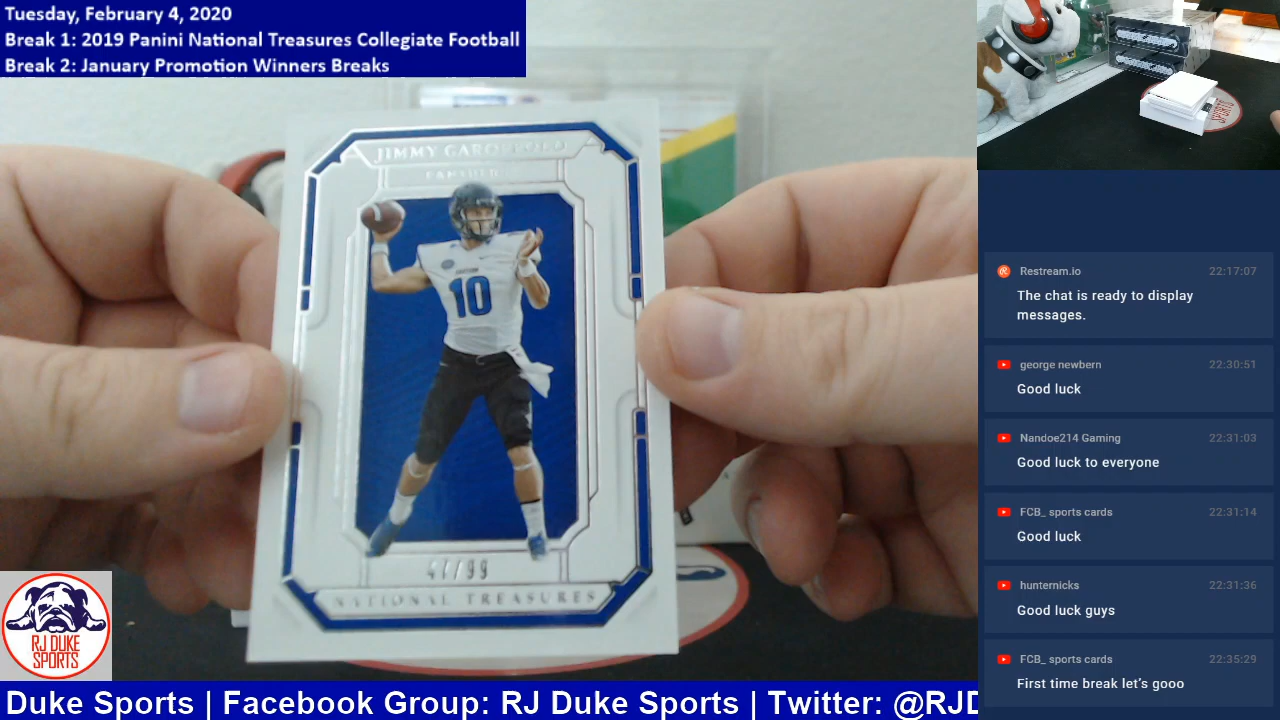 Tuesday, February 4, 2020
Break 1: 2019 Panini National Treasures Collegiate Football
Break 2: January Promotion Winners Breaks
JIMMY GAROPPOLO
PANTHERS
10
47/99
NATIONAL TREASURES
RJ DUKE
SPORTS
Restream.io 22:17:07
The chat is ready to display
messages.
george newbern 22:30:51
Good luck
Nandoe214 Gaming 22:31:03
Good luck to everyone
FCB_ sports cards 22:31:14
Good luck
hunternicks 22:31:36
Good luck guys
FCB_ sports cards 22:35:29
First time break let's gooo
Duke Sports | Facebook Group: RJ Duke Sports | Twitter: @RJD